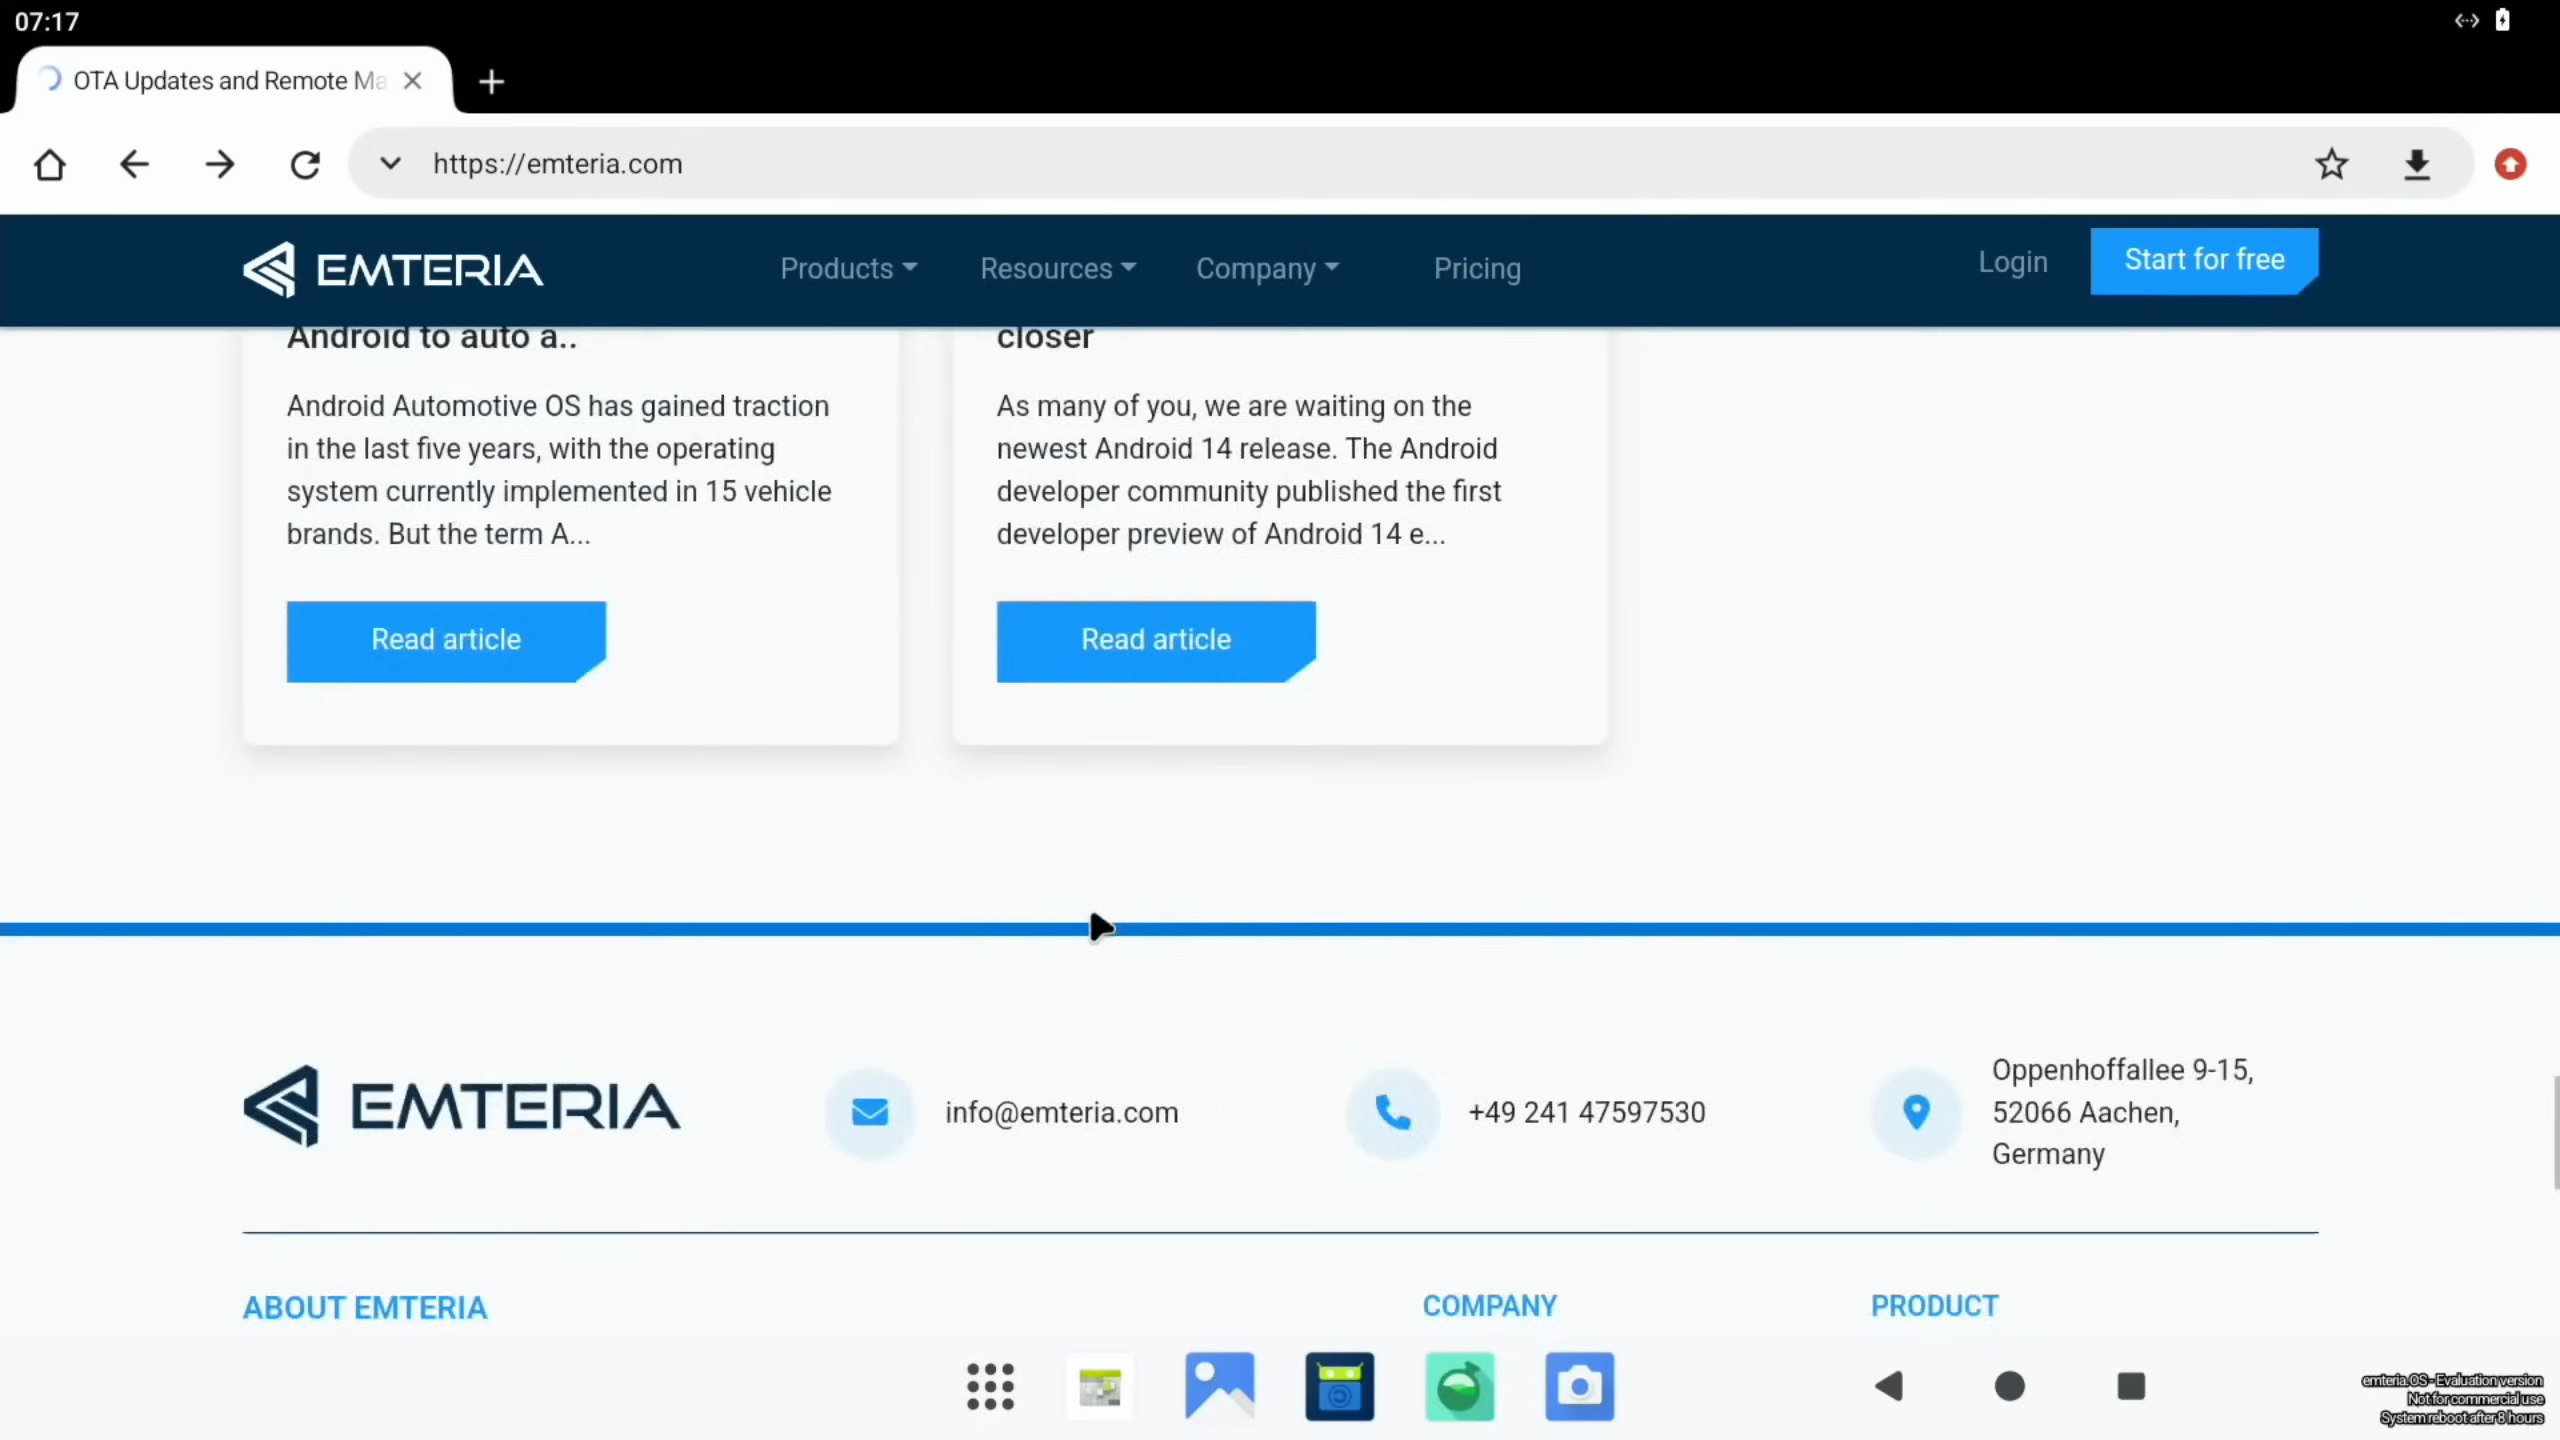 07:17
OTA Updates and Remote Ma
https://emteria.com
EMTERIA
Products
Resources
Company
Pricing
Login
Start for free
Android to auto a..
Android Automotive OS has gained traction
in the last five years, with the operating
system currently implemented in 15 vehicle
brands. But the term A...
Read article
closer
As many of you, we are waiting on the
newest Android 14 release. The Android
developer community published the first
developer preview of Android 14 e...
Read article
EMTERIA
info@emteria.com
+49 241 47597530
Oppenhoffallee 9-15,
52066 Aachen,
Germany
ABOUT EMTERIA
COMPANY
PRODUCT
emteria.OS - Evaluation version
Not for commercial use
System reboot after 8 hours